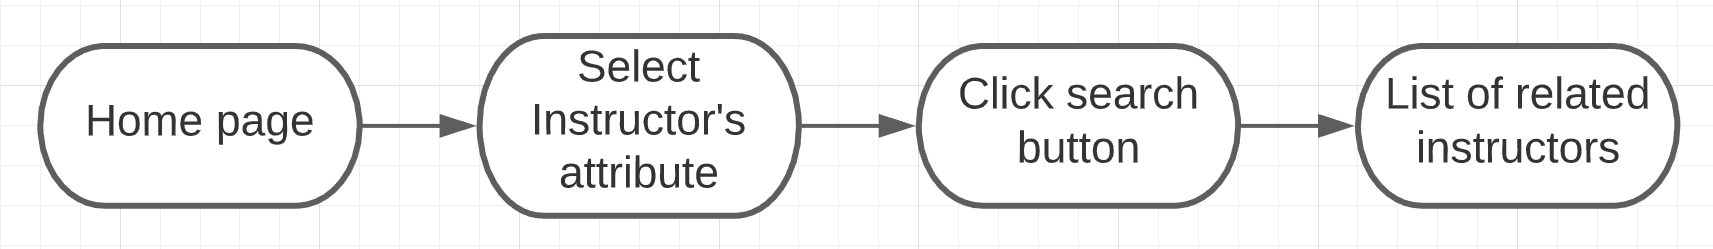 Home page
Select
Instructor's
attribute
Click search
button
List of related
instructors